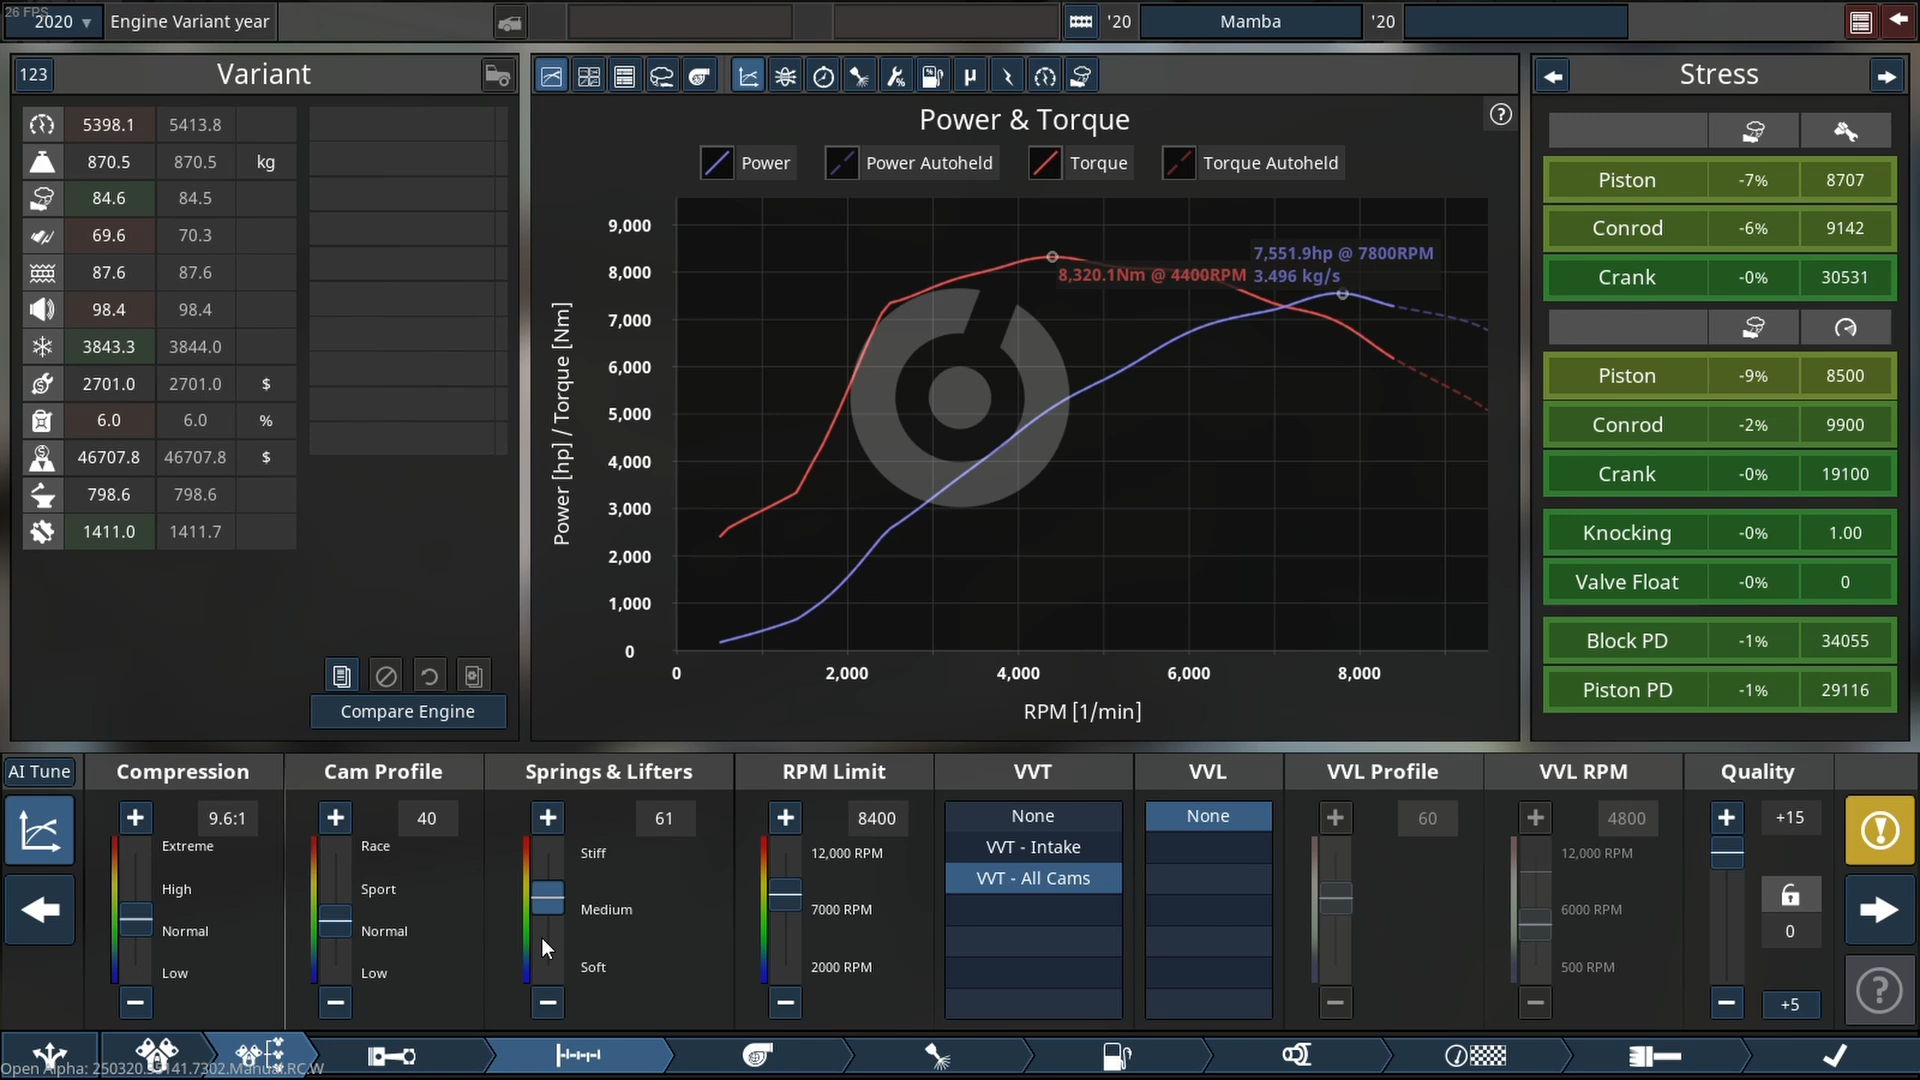 26 FPS
2020 ▼ Engine Variant year
'20 Mamba '20
123 Variant
5398.1 5413.8
870.5 870.5 kg
84.6 84.5
69.6 70.3
87.6 87.6
98.4 98.4
3843.3 3844.0
2701.0 2701.0 $
6.0 6.0 %
46707.8 46707.8 $
798.6 798.6
1411.0 1411.7
Compare Engine
μ
Power & Torque
?
Power Power Autoheld Torque Torque Autoheld
Power [hp] / Torque [Nm]
9,000
8,000
7,000
6,000
5,000
4,000
3,000
2,000
1,000
0
7,551.9hp @ 7800RPM
8,320.1Nm @ 4400RPM 3.496 kg/s
0 2,000 4,000 6,000 8,000
RPM [1/min]
Stress
Piston -7% 8707
Conrod -6% 9142
Crank -0% 30531
Piston -9% 8500
Conrod -2% 9900
Crank -0% 19100
Knocking -0% 1.00
Valve Float -0% 0
Block PD -1% 34055
Piston PD -1% 29116
AI Tune
Compression
9.6:1
Extreme
High
Normal
Low
Cam Profile
40
Race
Sport
Normal
Low
Springs & Lifters
61
Stiff
Medium
Soft
RPM Limit
8400
12,000 RPM
7000 RPM
2000 RPM
VVT
None
VVT - Intake
VVT - All Cams
VVL
None
VVL Profile
60
VVL RPM
4800
12,000 RPM
6000 RPM
500 RPM
Quality
+15
0
+5
?
Open Alpha: 250320.35141.7302.Manual.RC.W